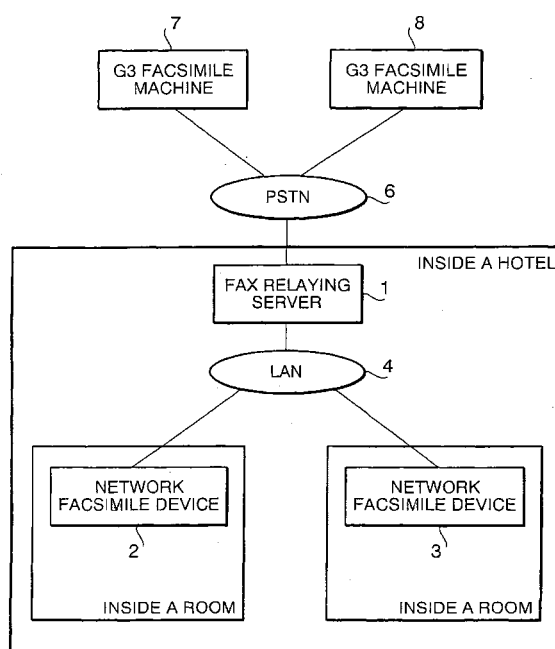 7
8
G3 FACSIMILE
MACHINE
G3 FACSIMILE
MACHINE
PSTN
6
INSIDE A HOTEL
FAX RELAYING
SERVER
1
LAN
4
NETWORK
FACSIMILE DEVICE
NETWORK
FACSIMILE DEVICE
2
3
INSIDE A ROOM
INSIDE A ROOM